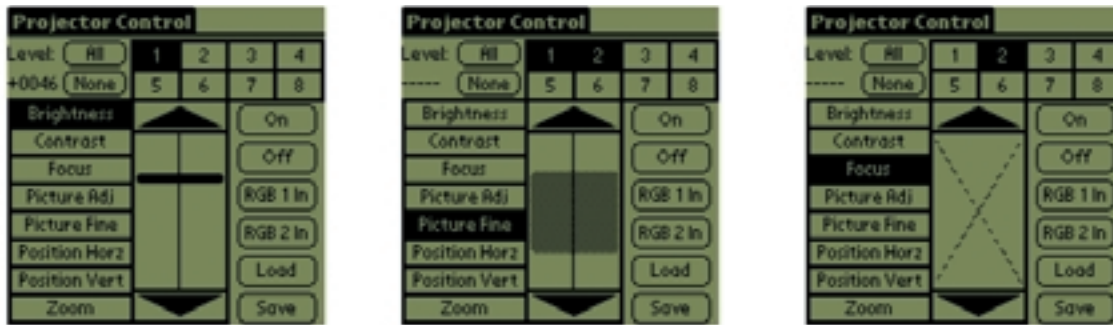 Projector Control
Level: All 1 2 3 4
+0046 None 5 6 7 8
Brightness On
Contrast
Focus Off
Picture Adj RGB 1 In
Picture Fine RGB 2 In
Position Horz
Position Vert Load
Zoom Save
Projector Control
Level: All 1 2 3 4
----- None 5 6 7 8
Brightness On
Contrast
Focus Off
Picture Adj RGB 1 In
Picture Fine RGB 2 In
Position Horz
Position Vert Load
Zoom Save
Projector Control
Level: All 1 2 3 4
----- None 5 6 7 8
Brightness On
Contrast
Focus Off
Picture Adj RGB 1 In
Picture Fine RGB 2 In
Position Horz
Position Vert Load
Zoom Save